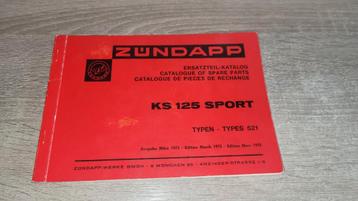 ZÜNDAPP
ERSATZTEIL-KATALOG
CATALOGUE OF SPARE PARTS
CATALOGUE DE PIECES DE RECHANGE
KS 125 SPORT
TYPEN - TYPES 521
Ausgabe März 1973 - Edition March 1973 - Edition Mars 1973
ZÜNDAPP-WERKE GMBH - 8 MÜNCHEN 80 - ANZINGER-STRASSE 1-3